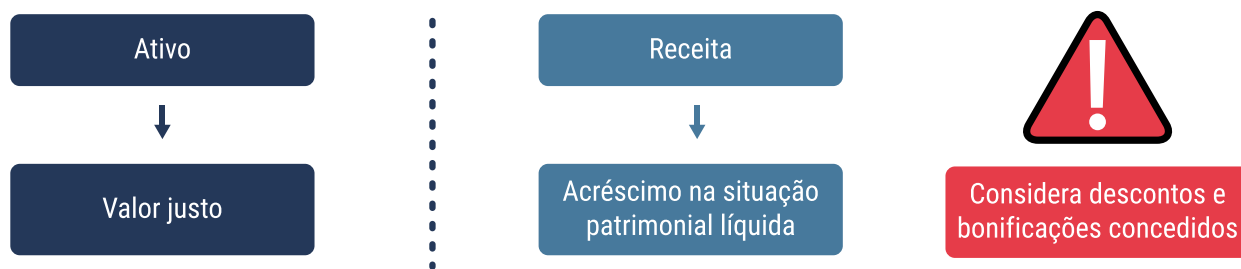 Ativo
Valor justo
Receita
Acréscimo na situação
patrimonial líquida
!
Considera descontos e
bonificações concedidos